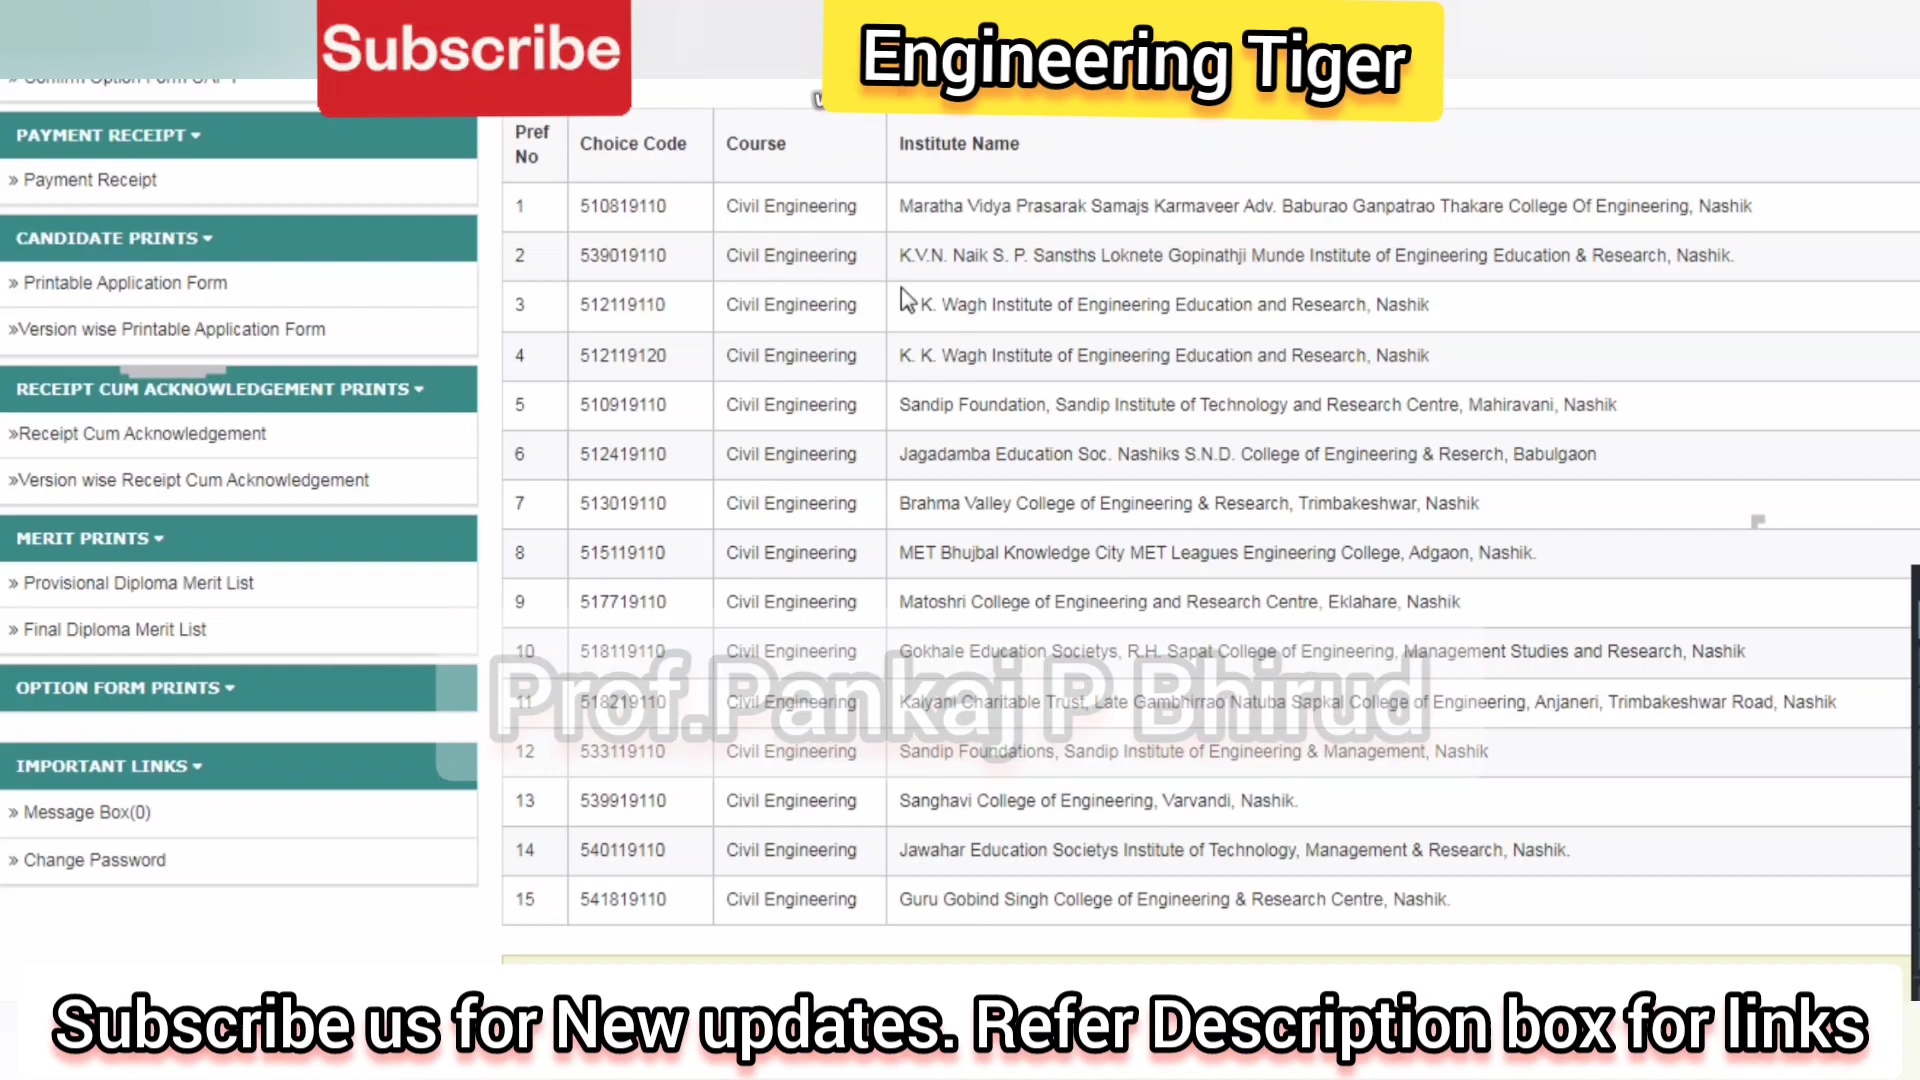 Subscribe
Engineering Tiger
PAYMENT RECEIPT
» Payment Receipt
CANDIDATE PRINTS
» Printable Application Form
»Version wise Printable Application Form
RECEIPT CUM ACKNOWLEDGEMENT PRINTS
»Receipt Cum Acknowledgement
»Version wise Receipt Cum Acknowledgement
MERIT PRINTS
» Provisional Diploma Merit List
» Final Diploma Merit List
OPTION FORM PRINTS
IMPORTANT LINKS
» Message Box(0)
» Change Password
Pref No Choice Code Course Institute Name
1 510819110 Civil Engineering Maratha Vidya Prasarak Samajs Karmaveer Adv. Baburao Ganpatrao Thakare College Of Engineering, Nashik
2 539019110 Civil Engineering K.V.N. Naik S. P. Sansths Loknete Gopinathji Munde Institute of Engineering Education & Research, Nashik.
3 512119110 Civil Engineering K. Wagh Institute of Engineering Education and Research, Nashik
4 512119120 Civil Engineering K. K. Wagh Institute of Engineering Education and Research, Nashik
5 510919110 Civil Engineering Sandip Foundation, Sandip Institute of Technology and Research Centre, Mahiravani, Nashik
6 512419110 Civil Engineering Jagadamba Education Soc. Nashiks S.N.D. College of Engineering & Reserch, Babulgaon
7 513019110 Civil Engineering Brahma Valley College of Engineering & Research, Trimbakeshwar, Nashik
8 515119110 Civil Engineering MET Bhujbal Knowledge City MET Leagues Engineering College, Adgaon, Nashik.
9 517719110 Civil Engineering Matoshri College of Engineering and Research Centre, Eklahare, Nashik
10 518119110 Civil Engineering Gokhale Education Societys, R.H. Sapat College of Engineering, Management Studies and Research, Nashik
11 518219110 Civil Engineering Kalyani Charitable Trust, Late Gambhirrao Natuba Sapkal College of Engineering, Anjaneri, Trimbakeshwar Road, Nashik
12 533119110 Civil Engineering Sandip Foundations, Sandip Institute of Engineering & Management, Nashik
13 539919110 Civil Engineering Sanghavi College of Engineering, Varvandi, Nashik.
14 540119110 Civil Engineering Jawahar Education Societys Institute of Technology, Management & Research, Nashik.
15 541819110 Civil Engineering Guru Gobind Singh College of Engineering & Research Centre, Nashik.
Prof.Pankaj P Bhirud
Subscribe us for New updates. Refer Description box for links